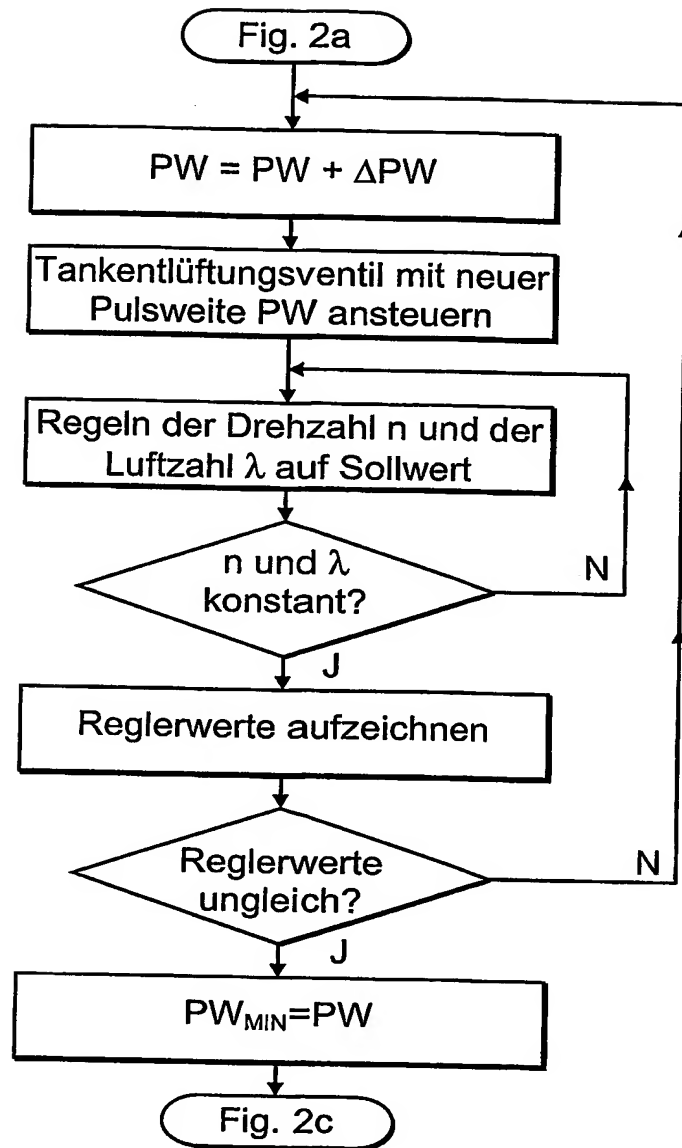 Fig. 2a
PW = PW + ΔPW
Tankentlüftungsventil mit neuer
Pulsweite PW ansteuern
Regeln der Drehzahl n und der
Luftzahl λ auf Sollwert
n und λ
konstant?
N
J
Reglerwerte aufzeichnen
Reglerwerte
ungleich?
N
J
PWMIN=PW
Fig. 2c